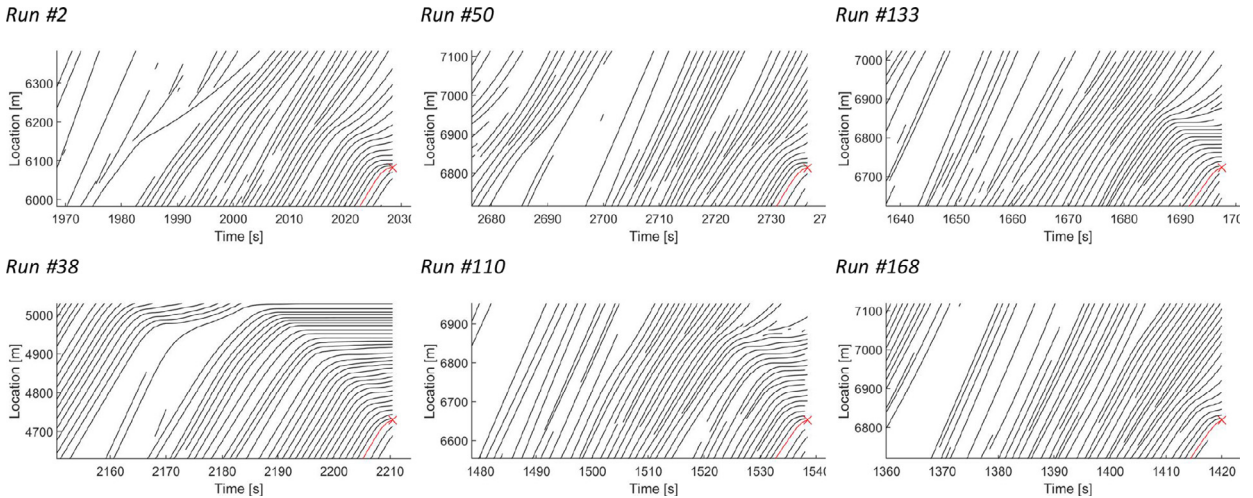 Run #2
Run #50
Run #133
Location [m]
6300
6200
6100
6000
1970 1980 1990 2000 2010 2020 2030
Time [s]
Location [m]
7100
7000
6900
6800
2680 2690 2700 2710 2720 2730 27
Time [s]
Location [m]
7000
6900
6800
6700
1640 1650 1660 1670 1680 1690 170
Time [s]
Run #38
Run #110
Run #168
Location [m]
5000
4900
4800
4700
2160 2170 2180 2190 2200 2210
Time [s]
Location [m]
6900
6800
6700
6600
1480 1490 1500 1510 1520 1530 1540
Time [s]
Location [m]
7100
7000
6900
6800
1360 1370 1380 1390 1400 1410 1420
Time [s]